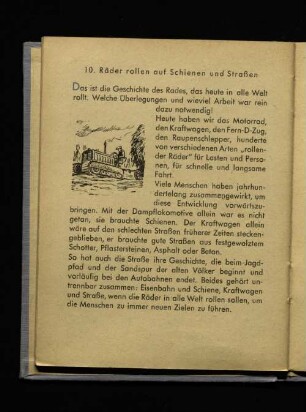 10. Räder rollen auf Schienen und Straßen
Das ist die Geschichte des Rades, das heute in alle Welt
rollt. Welche Überlegungen und wieviel Arbeit war rein
dazu notwendig!
Heute haben wir das Motorrad,
den Kraftwagen, den Fern-D-Zug,
den Raupenschlepper, hunderte
von verschiedenen Arten „rollen-
der Räder" für Lasten und Perso-
nen, für schnelle und langsame
Fahrt.
Viele Menschen haben jahrhun-
dertelang zusammengewirkt, um
diese Entwicklung vorwärtszu-
bringen. Mit der Dampflokomotive allein war es nicht
getan, sie brauchte Schienen. Der Kraftwagen allein
wäre auf den schlechten Straßen früherer Zeiten stecken-
geblieben, er brauchte gute Straßen aus festgewalztem
Schotter, Pflastersteinen, Asphalt oder Beton.
So hat auch die Straße ihre Geschichte, die beim Jagd-
pfad und der Sandspur der alten Völker beginnt und
vorläufig bei den Autobahnen endet. Beides gehört un-
trennbar zusammen: Eisenbahn und Schiene, Kraftwagen
und Straße, wenn die Räder in alle Welt rollen sollen, um
die Menschen zu immer neuen Zielen zu führen.